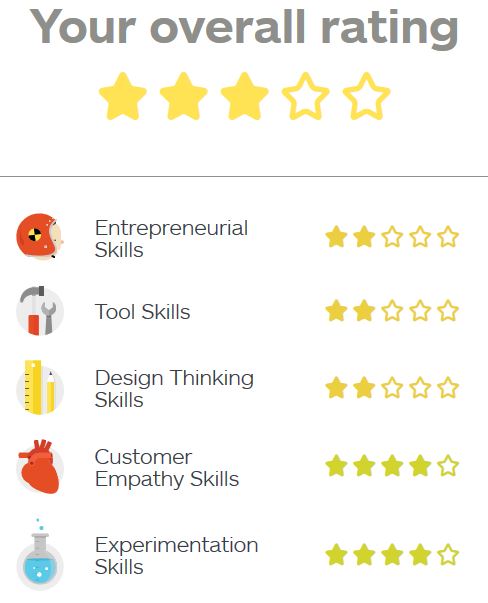 Your overall rating
Entrepreneurial
Skills
Tool Skills
Design Thinking
Skills
Customer
Empathy Skills
Experimentation
Skills